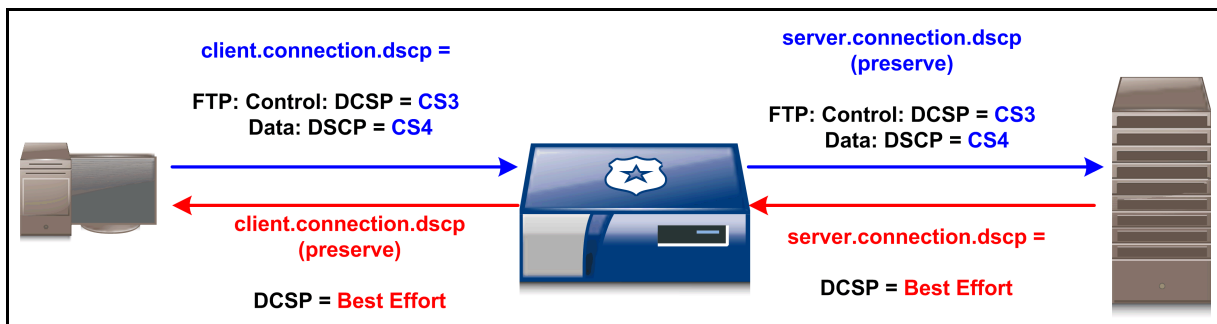 client.connection.dscp =
FTP: Control: DCSP = CS3
Data: DSCP = CS4
server.connection.dscp
(preserve)
FTP: Control: DCSP = CS3
Data: DSCP = CS4
client.connection.dscp
(preserve)
DCSP = Best Effort
server.connection.dscp =
DCSP = Best Effort